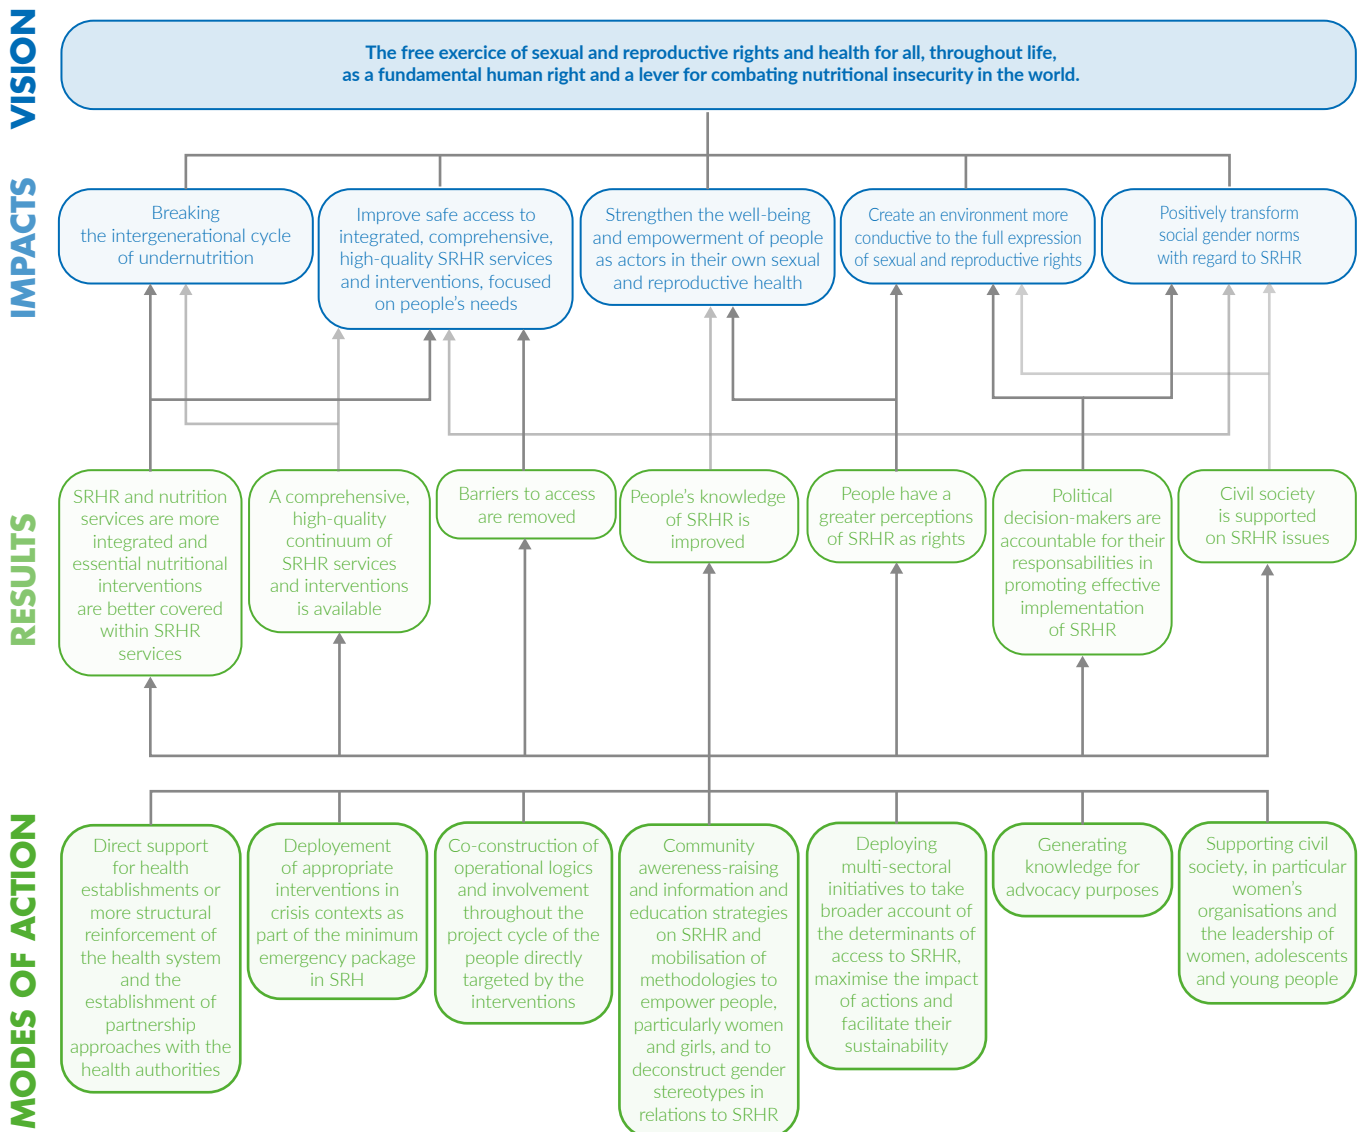 VISION
The free exercice of sexual and reproductive rights and health for all, throughout life,
as a fundamental human right and a lever for combating nutritional insecurity in the world.
IMPACTS
Breaking
the intergenerational cycle
of undernutrition
Improve safe access to
integrated, comprehensive,
high-quality SRHR services
and interventions, focused
on people's needs
Strengthen the well-being
and empowerment of people
as actors in their own sexual
and reproductive health
Create an environment more
conductive to the full expression
of sexual and reproductive rights
Positively transform
social gender norms
with regard to SRHR
RESULTS
SRHR and nutrition
services are more
integrated and
essential nutritional
interventions
are better covered
within SRHR
services
A comprehensive,
high-quality
continuum of
SRHR services
and interventions
is available
Barriers to access
are removed
People's knowledge
of SRHR is
improved
People have a
greater perceptions
of SRHR as rights
Political
decision-makers are
accountable for their
responsabilities in
promoting effective
implementation
of SRHR
Civil society
is supported
on SRHR issues
MODES OF ACTION
Direct support
for health
establishments or
more structural
reinforcement of
the health system
and the
establishment of
partnership
approaches with the
health authorities
Deployement
of appropriate
interventions in
crisis contexts as
part of the minimum
emergency package
in SRH
Co-construction of
operational logics
and involvement
throughout the
project cycle of the
people directly
targeted by the
interventions
Community
awereness-raising
and information and
education strategies
on SRHR and
mobilisation of
methodologies to
empower people,
particularly women
and girls, and to
deconstruct gender
stereotypes in
relations to SRHR
Deploying
multi-sectoral
initiatives to take
broader account of
the determinants of
access to SRHR,
maximise the impact
of actions and
facilitate their
sustainability
Generating
knowledge for
advocacy purposes
Supporting civil
society, in particular
women's
organisations and
the leadership of
women, adolescents
and young people